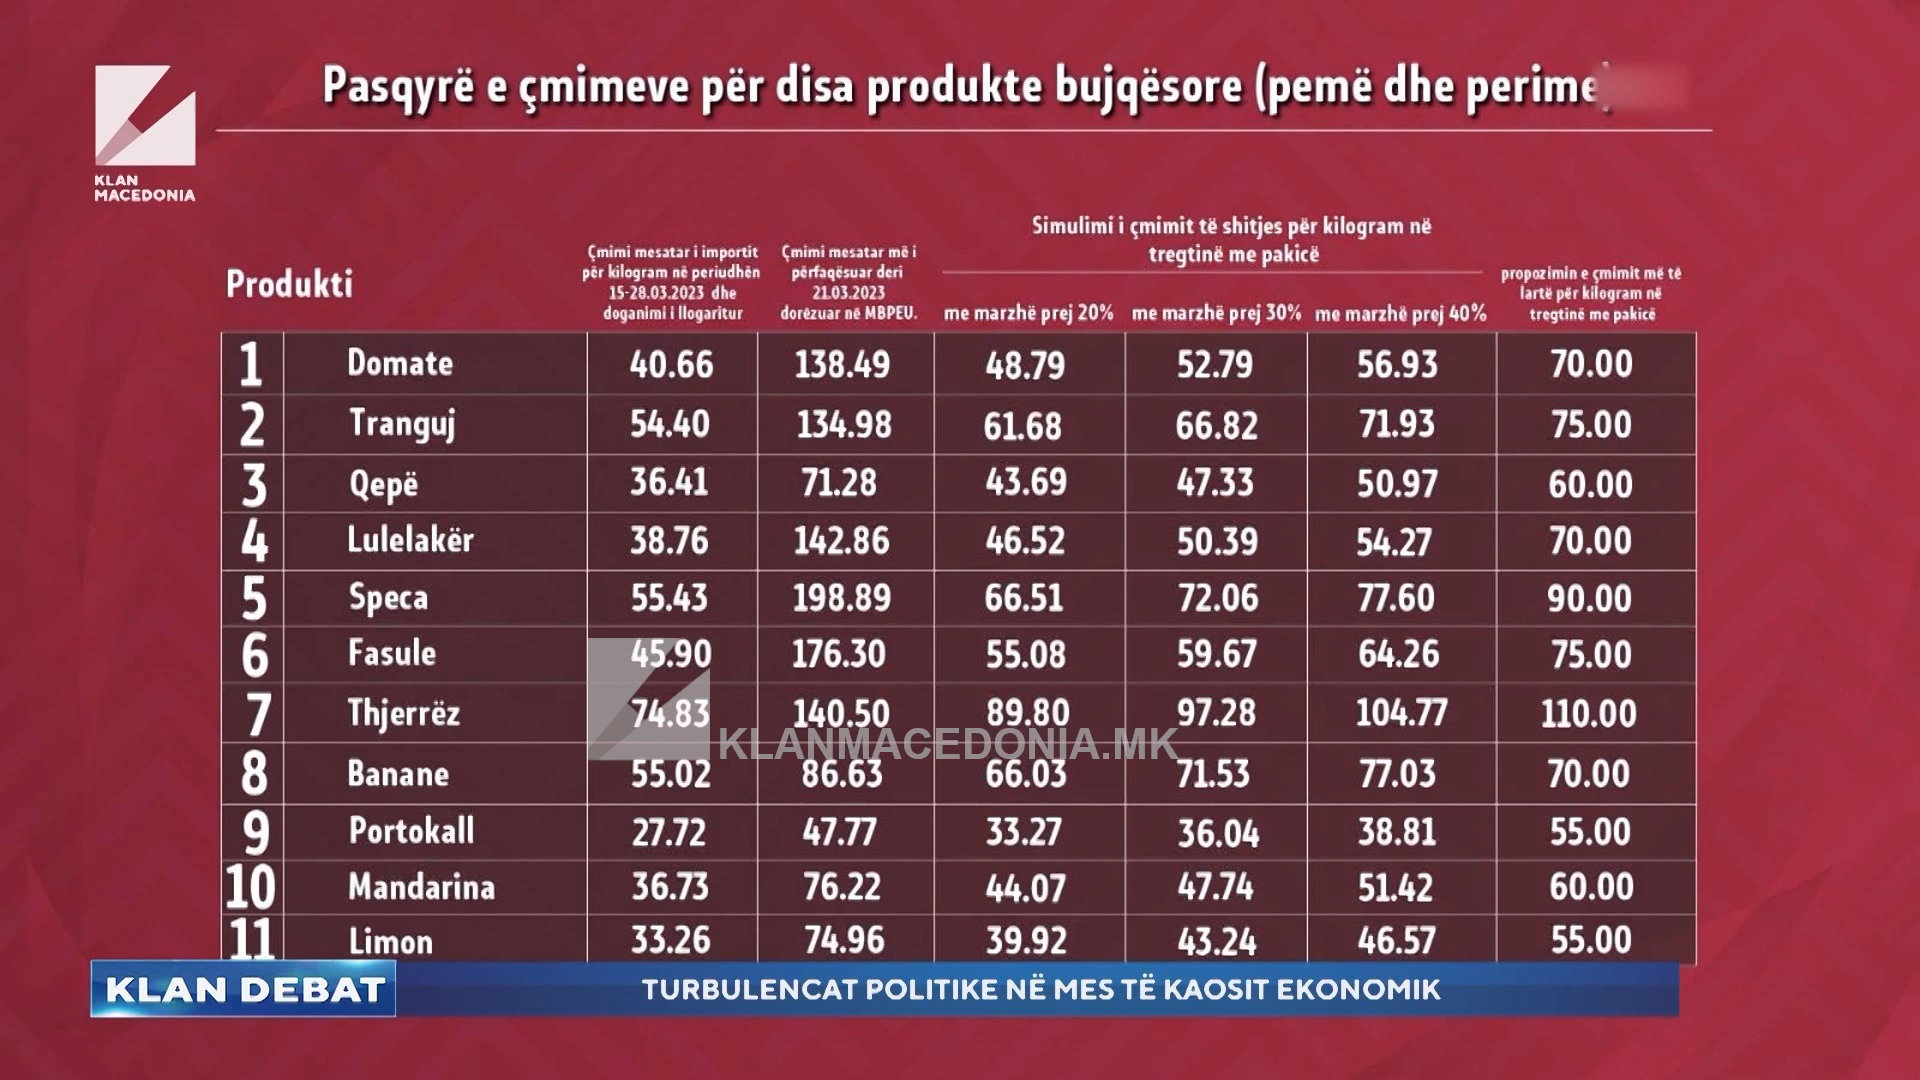 Pasqyrë e çmimeve për disa produkte bujqësore (pemë dhe perime)
KLAN
MACEDONIA
Simulimi i çmimit të shitjes për kilogram në
tregtinë me pakicë
Produkti
Çmimi mesatar i importit
për kilogram në periudhën
15-28.03.2023 dhe
doganimi i llogaritur
Çmimi mesatar më i
përfaqësuar deri
21.03.2023
dorëzuar në MBPEU.
me marzhë prej 20%
me marzhë prej 30%
me marzhë prej 40%
propozimin e çmimit më të
lartë për kilogram në
tregtinë me pakicë
1 Domate 40.66 138.49 48.79 52.79 56.93 70.00
2 Tranguj 54.40 134.98 61.68 66.82 71.93 75.00
3 Qepë 36.41 71.28 43.69 47.33 50.97 60.00
4 Lulelakër 38.76 142.86 46.52 50.39 54.27 70.00
5 Speca 55.43 198.89 66.51 72.06 77.60 90.00
6 Fasule 45.90 176.30 55.08 59.67 64.26 75.00
7 Thjerrëz 74.83 140.50 89.80 97.28 104.77 110.00
KLANMACEDONIA.MK
8 Banane 55.02 86.63 66.03 71.53 77.03 70.00
9 Portokall 27.72 47.77 33.27 36.04 38.81 55.00
10 Mandarina 36.73 76.22 44.07 47.74 51.42 60.00
11 Limon 33.26 74.96 39.92 43.24 46.57 55.00
KLAN DEBAT
TURBULENCAT POLITIKE NË MES TË KAOSIT EKONOMIK